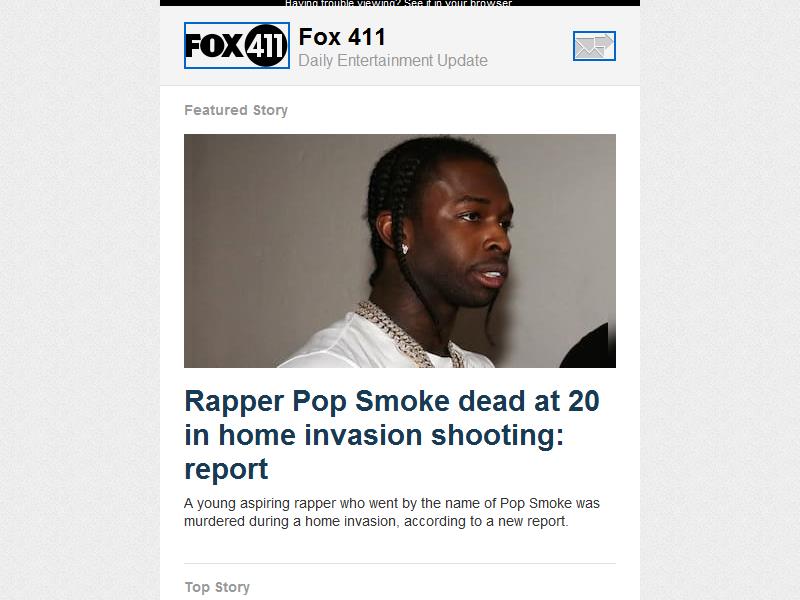 Having trouble viewing? See it in your browser
FOX 411
Fox 411
Daily Entertainment Update
Featured Story
Rapper Pop Smoke dead at 20
in home invasion shooting:
report
A young aspiring rapper who went by the name of Pop Smoke was
murdered during a home invasion, according to a new report.
Top Story